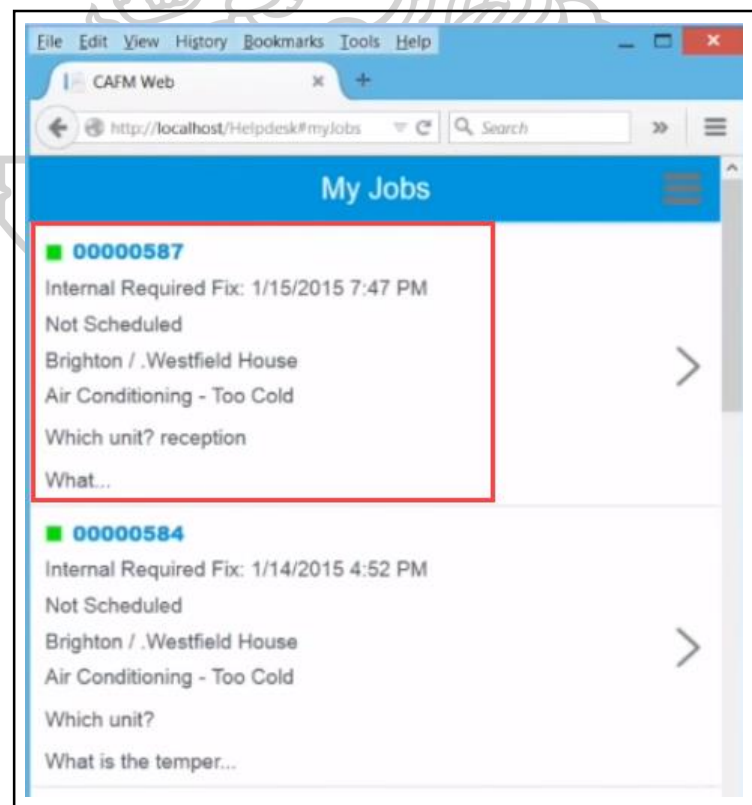 File Edit View History Bookmarks Tools Help
CAFM Web
http://localhost/Helpdesk#myJobs Search
My Jobs
00000587
Internal Required Fix: 1/15/2015 7:47 PM
Not Scheduled
Brighton / .Westfield House
Air Conditioning - Too Cold
Which unit? reception
What...
00000584
Internal Required Fix: 1/14/2015 4:52 PM
Not Scheduled
Brighton / .Westfield House
Air Conditioning - Too Cold
Which unit?
What is the temper...